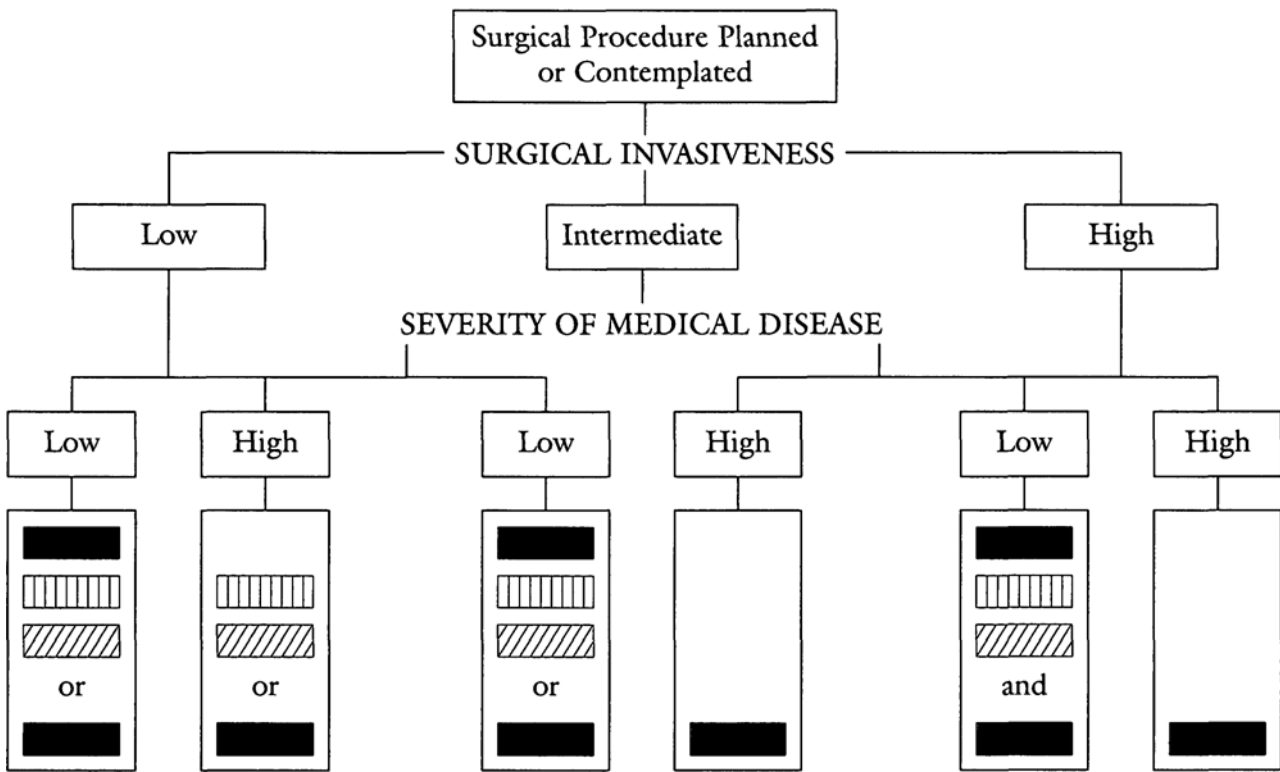 Surgical Procedure Planned
or Contemplated
SURGICAL INVASIVENESS
Low
Intermediate
High
SEVERITY OF MEDICAL DISEASE
Low
High
Low
High
Low
High
or
or
or
and